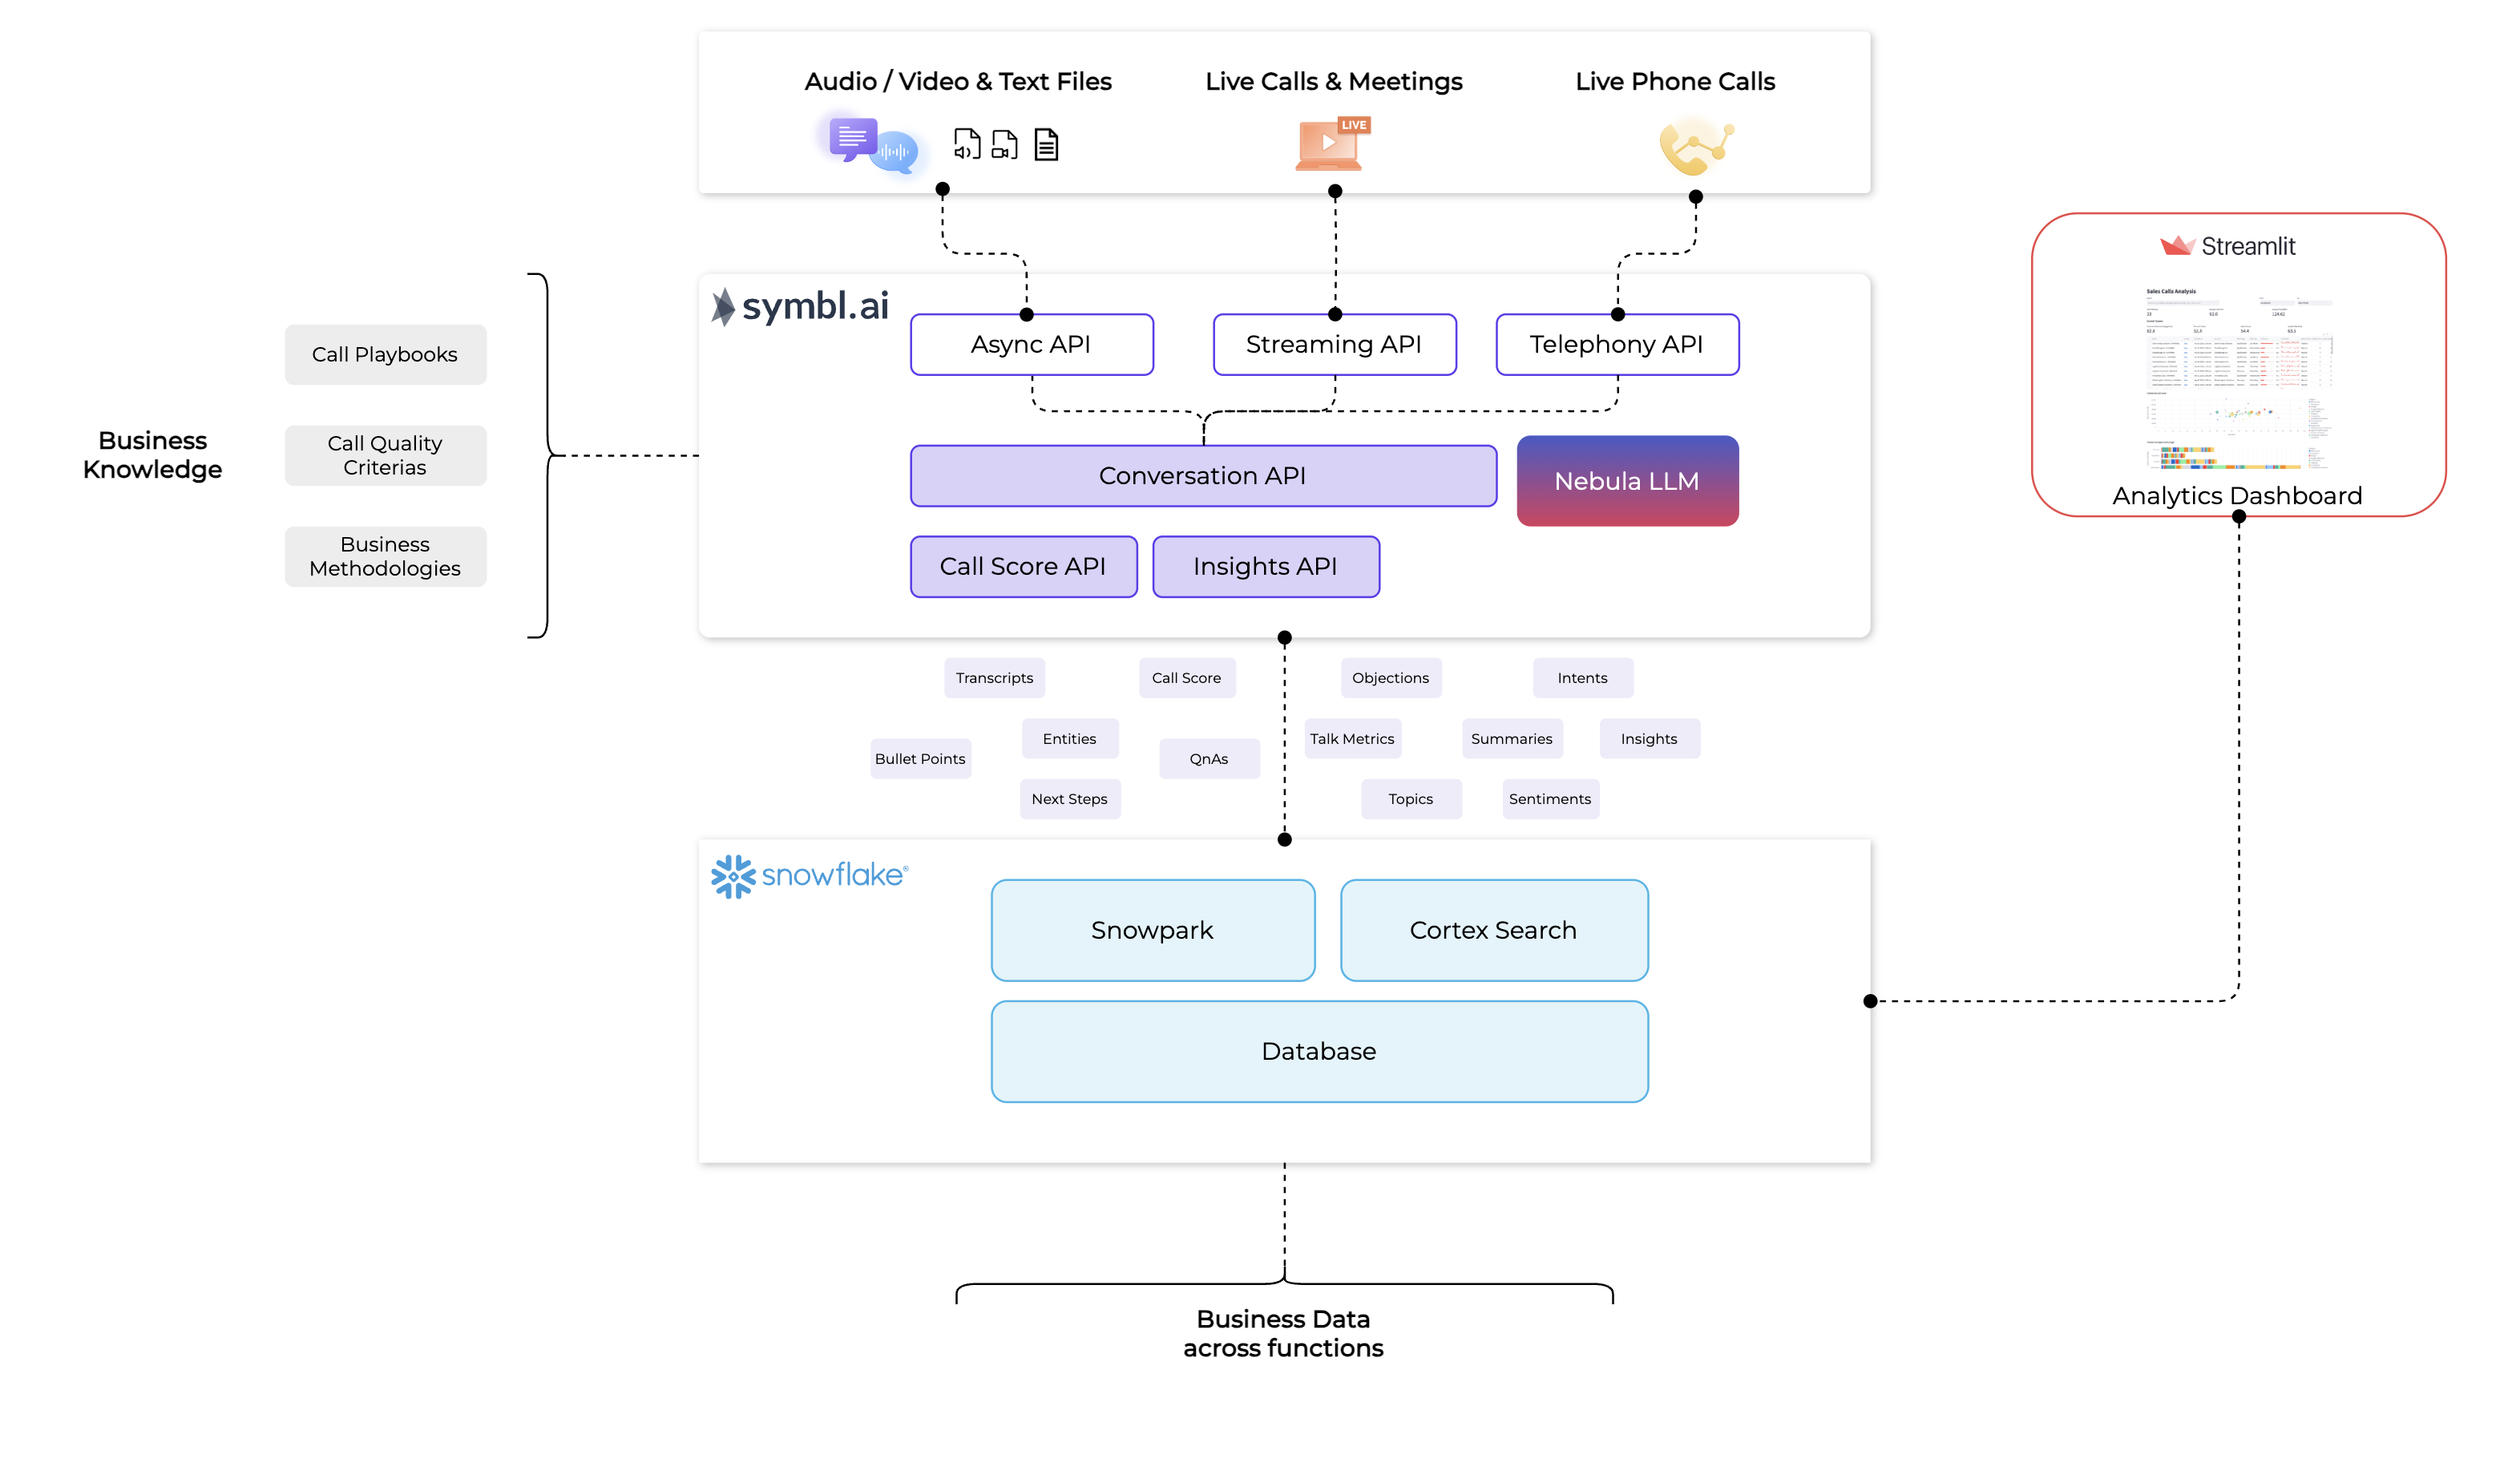 Audio / Video & Text Files
Live Calls & Meetings
Live Phone Calls
LIVE
symbl.ai
Async API
Streaming API
Telephony API
Conversation API
Nebula LLM
Call Score API
Insights API
Business
Knowledge
Call Playbooks
Call Quality
Criterias
Business
Methodologies
Streamlit
Sales Calls Analysis
Analytics Dashboard
Transcripts
Call Score
Objections
Intents
Bullet Points
Entities
QnAs
Talk Metrics
Summaries
Insights
Next Steps
Topics
Sentiments
snowflake®
Snowpark
Cortex Search
Database
Business Data
across functions